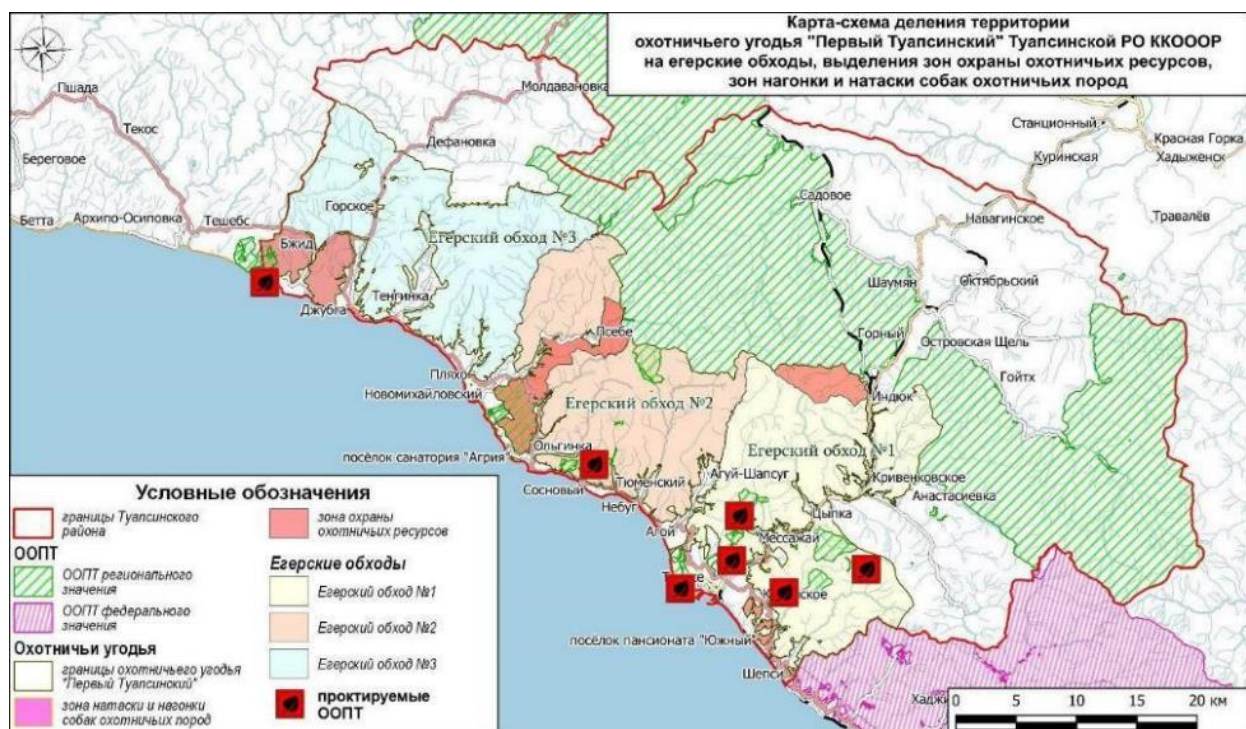 Карта-схема деления территории
охотничьего угодья "Первый Туапсинский" Туапсинской РО ККОООР
на егерские обходы, выделения зон охраны охотничьих ресурсов,
зон нагонки и натаски собак охотничьих пород
Молдавановка
Пшада
Текос
Дефановка
Станционный
Красная Горка
Куринская
Хадыженск
Береговое
Садовое
Горское
Навагинское
Травалёв
Бетта
Архипо-Осиповка
Тешебс
Бжид
Егерский обход №3
Шаумян
Октябрьский
Джубга
Тенгинка
Псебе
Горный
Островская Щель
Гойтх
Пляхо
Новомихайловский
Индюк
Егерский обход №2
Ольгинка
Егерский обход №1
посёлок санатория "Агрия"
Агуй-Шапсуг
Кривенковское
Сосновый
Тюменский
Анастасиевка
Небуг
Цыпка
Агой
Мессажай
посёлок пансионата "Южный"
Шепси
Условные обозначения
границы Туапсинского
района
ООПТ
ООПТ регионального
значения
ООПТ федерального
значения
Охотничьи угодья
границы охотничьего угодья
"Первый Туапсинский"
зона натаски и нагонки
собак охотничьих пород
зона охраны
охотничьих ресурсов
Егерские обходы
Егерский обход №1
Егерский обход №2
Егерский обход №3
проктируемые
ООПТ
0 5 10 15 20 км